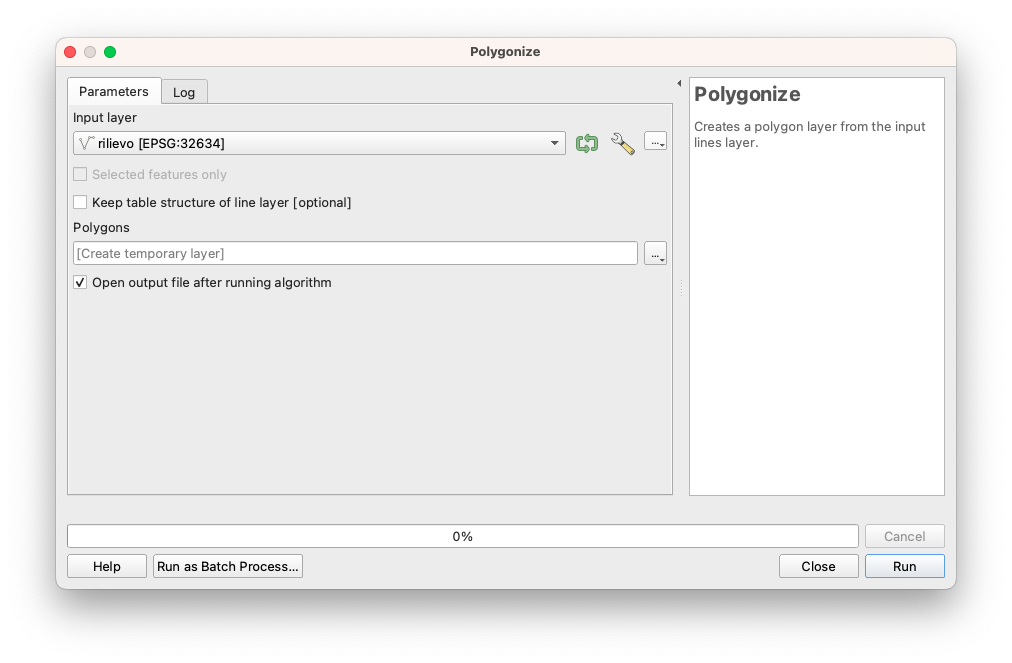 Polygonize
Parameters
Log
Input layer
rilievo [EPSG:32634]
...
Selected features only
Keep table structure of line layer [optional]
Polygons
[Create temporary layer]
...
Open output file after running algorithm
Polygonize
Creates a polygon layer from the input
lines layer.
0%
Cancel
Help
Run as Batch Process...
Close
Run